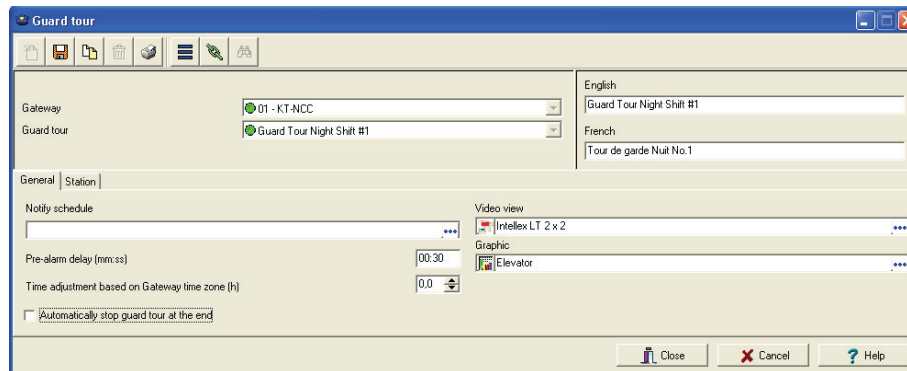 Guard tour
English
Guard Tour Night Shift #1
Gateway
01 - KT-NCC
Guard tour
Guard Tour Night Shift #1
French
Tour de garde Nuit No.1
General
Station
Notify schedule
...
Video view
Intellex LT 2 x 2
...
Pre-alarm delay (mm:ss)
00:30
Graphic
Elevator
...
Time adjustment based on Gateway time zone (h)
0,0
Automatically stop guard tour at the end
Close
Cancel
? Help